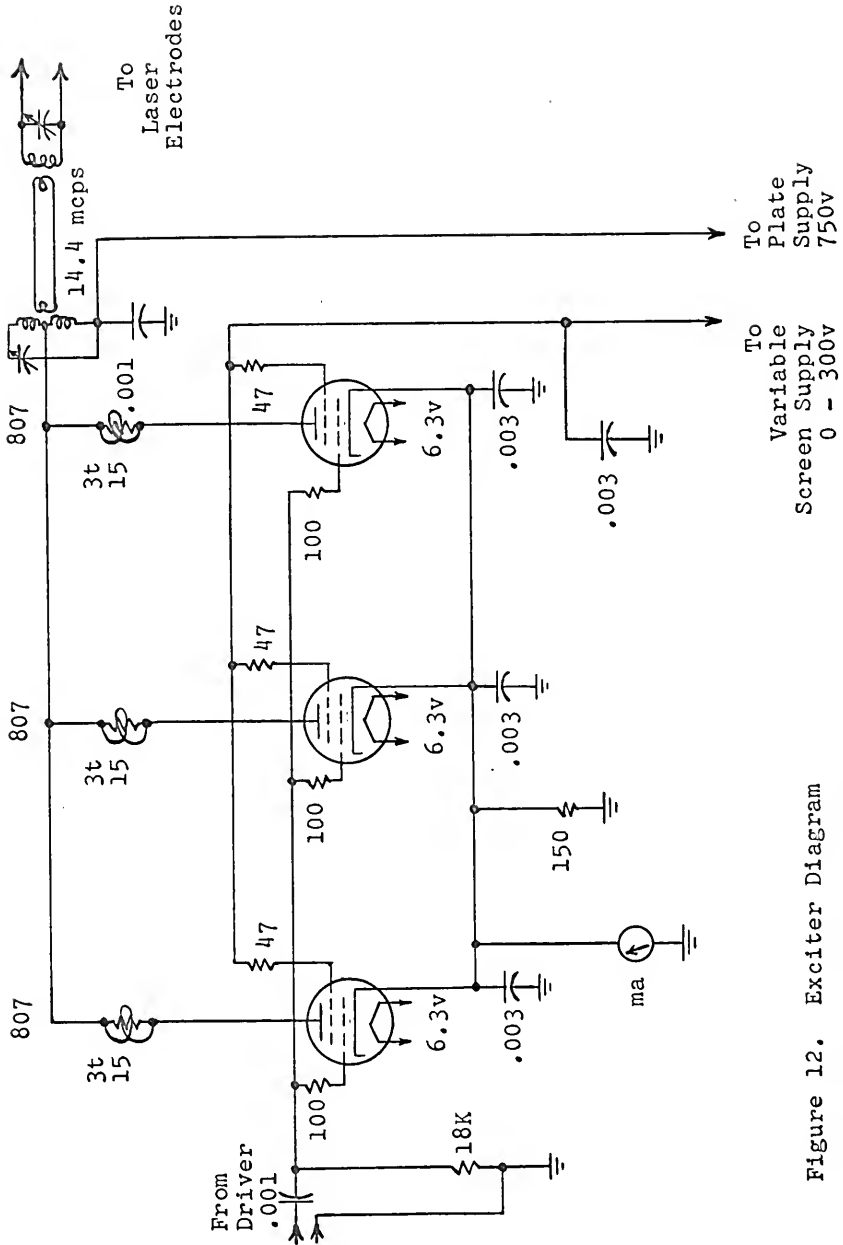 807
807
807
3t
15
3t
15
3t
15
.001
14.4 mcps
To
Laser
Electrodes
47
47
47
100
100
100
6.3v
6.3v
6.3v
From
Driver
.001
18K
.003
.003
.003
ma
150
.003
To
Variable
Screen Supply
0 - 300v
To
Plate
Supply
750v
Figure 12. Exciter Diagram